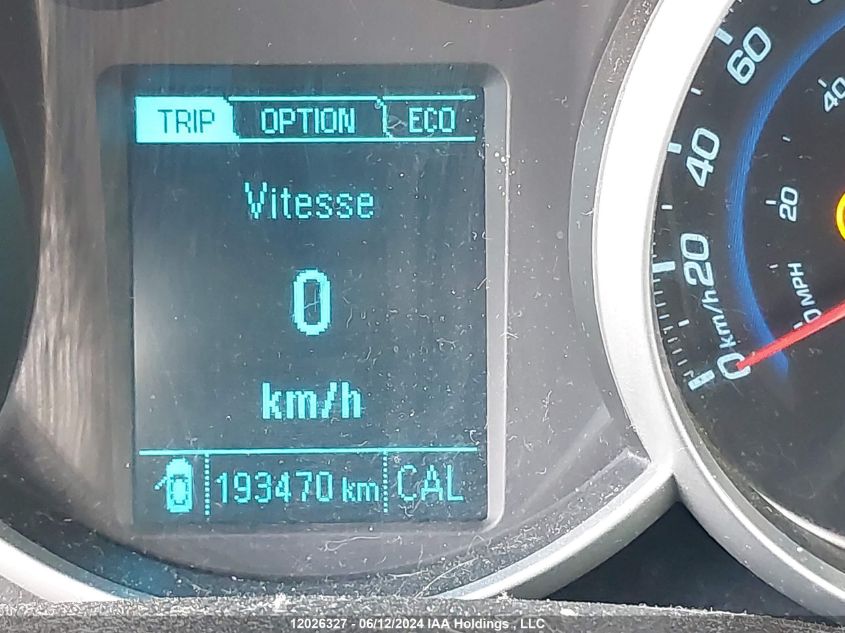 TRIP OPTION ECO
Vitesse
0
km/h
193470 km CAL
60
40
20
0 km/h
40
20
0 MPH
12026327 - 06/12/2024 IAA Holdings , LLC